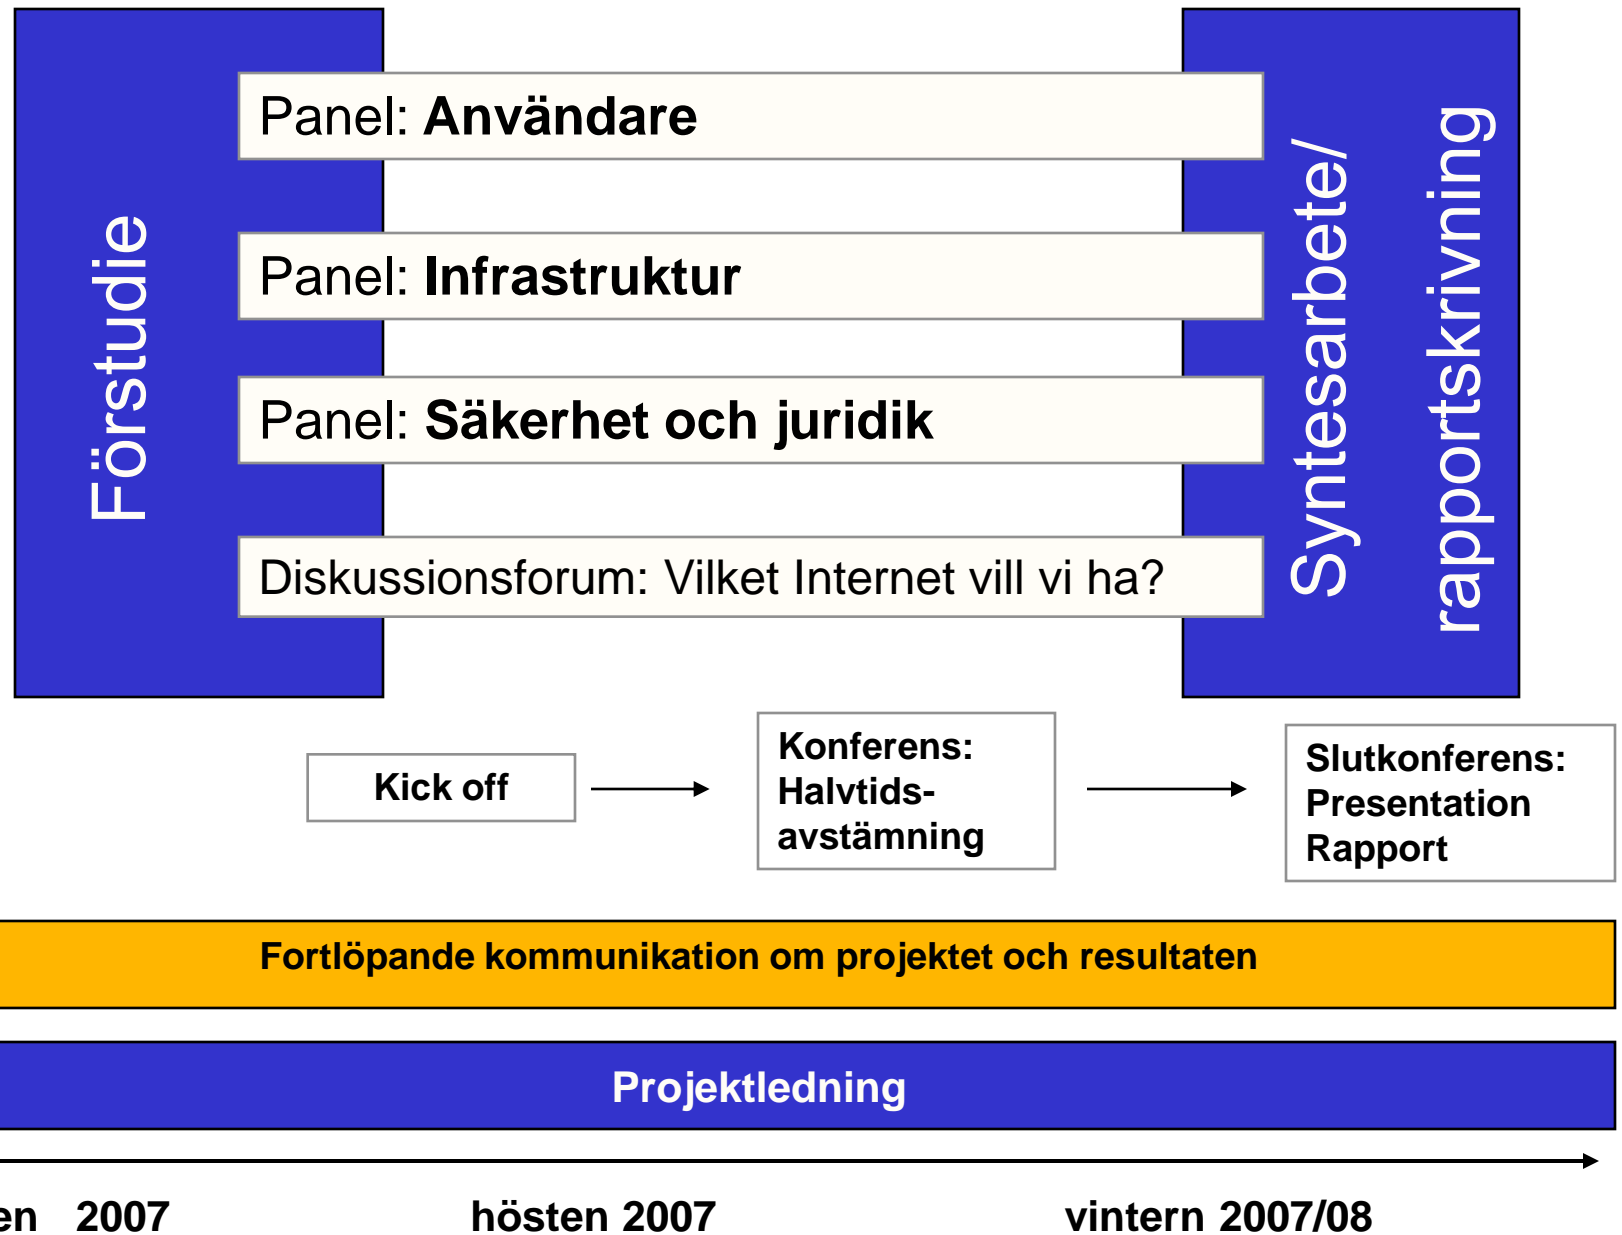 Förstudie
Panel: Användare
Panel: Infrastruktur
Panel: Säkerhet och juridik
Diskussionsforum: Vilket Internet vill vi ha?
Syntesarbete/
rapportskrivning
Kick off
Konferens:
Halvtids-
avstämning
Slutkonferens:
Presentation
Rapport
Fortlöpande kommunikation om projektet och resultaten
Projektledning
2007
hösten 2007
vintern 2007/08